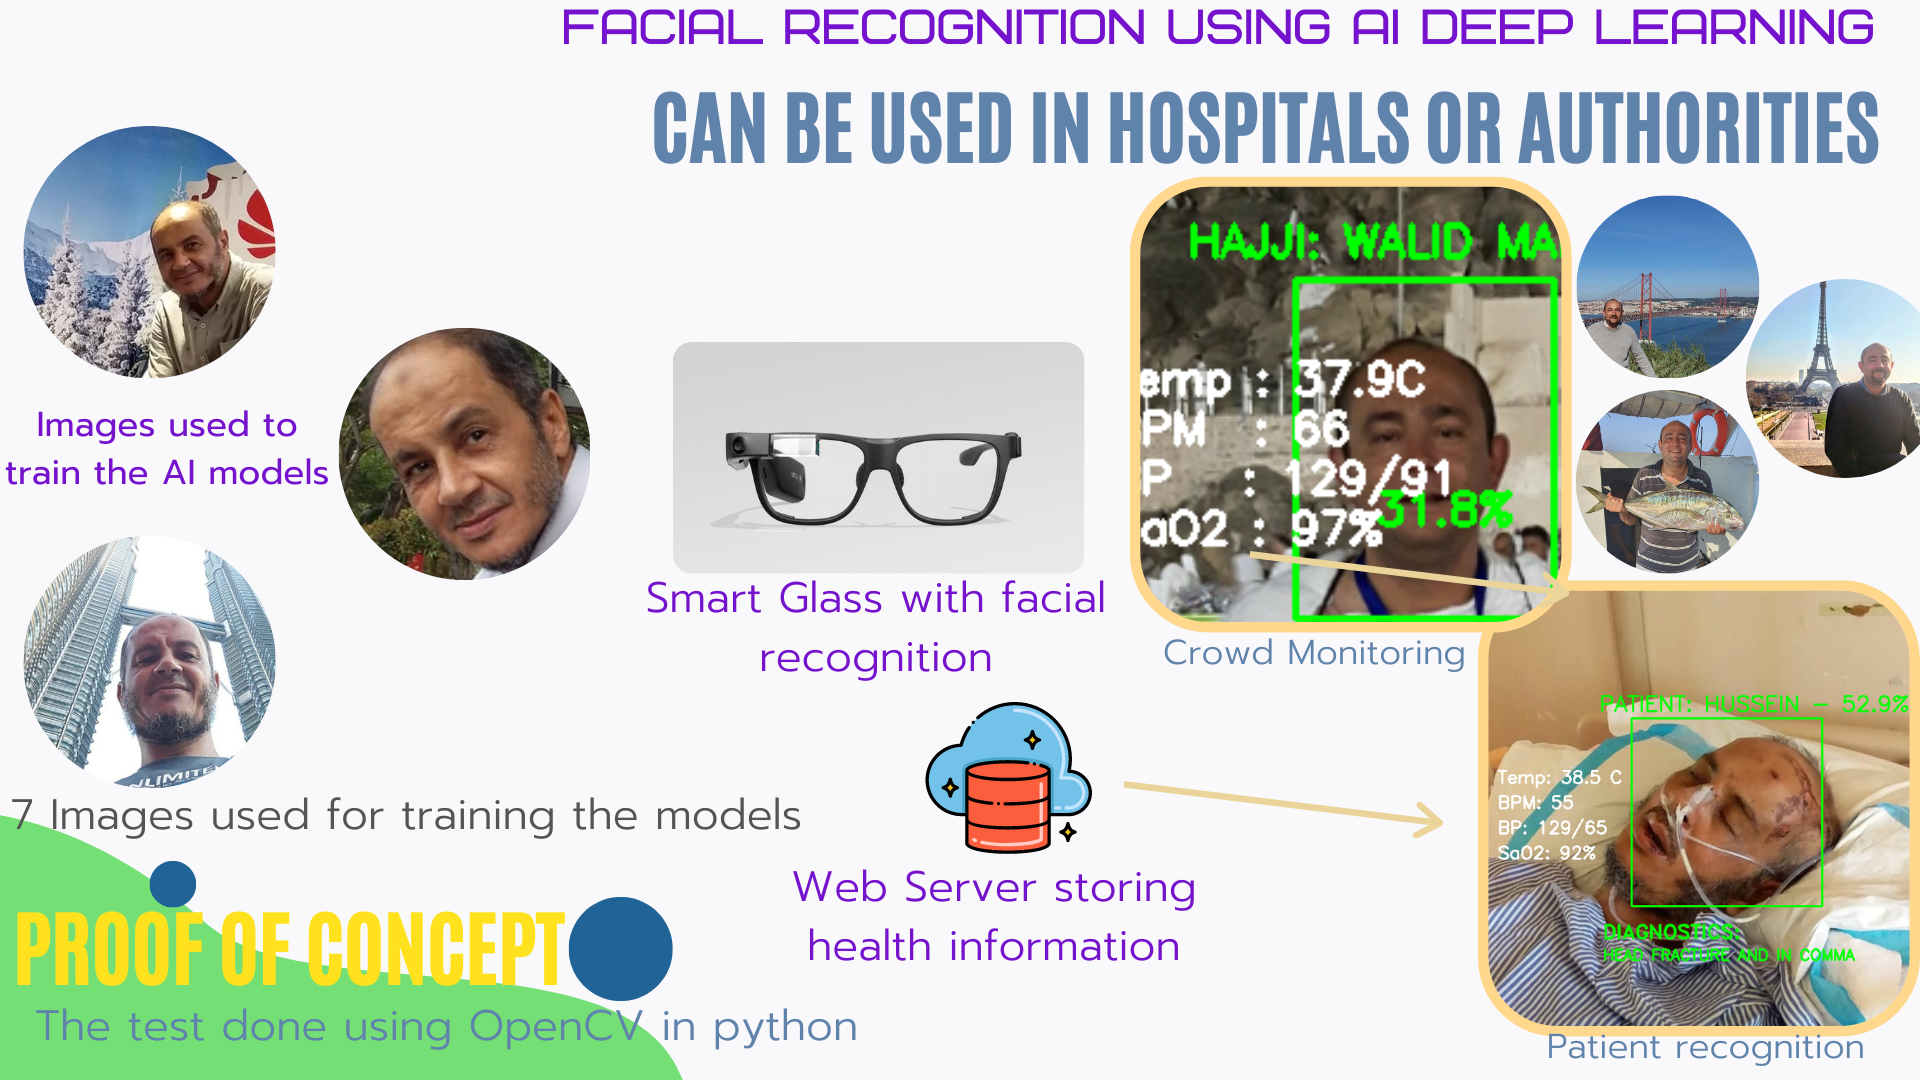 FACIAL RECOGNITION USING AI DEEP LEARNING
CAN BE USED IN HOSPITALS OR AUTHORITIES
Images used to
train the AI models
7 Images used for training the models
PROOF OF CONCEPT
The test done using OpenCV in python
Smart Glass with facial
recognition
Web Server storing
health information
HAJJI: WALID MA
emp : 37.9C
PM : 66
P : 129/91
31.8%
aO2 : 97%
Crowd Monitoring
PATIENT: HUSSEIN - 52.9%
Temp: 38.5 C
BPM: 55
BP: 129/65
SaO2: 92%
DIAGNOSTICS:
HEAD FRACTURE AND IN COMMA
Patient recognition